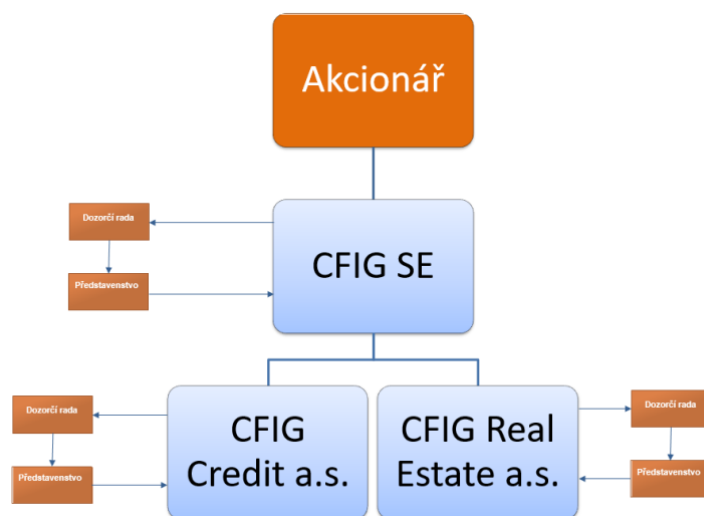 Akcionář
Dozorčí rada
CFIG SE
Představenstvo
Dozorčí rada
CFIG
Credit a.s.
Představenstvo
CFIG Real
Estate a.s.
Dozorčí rada
Představenstvo